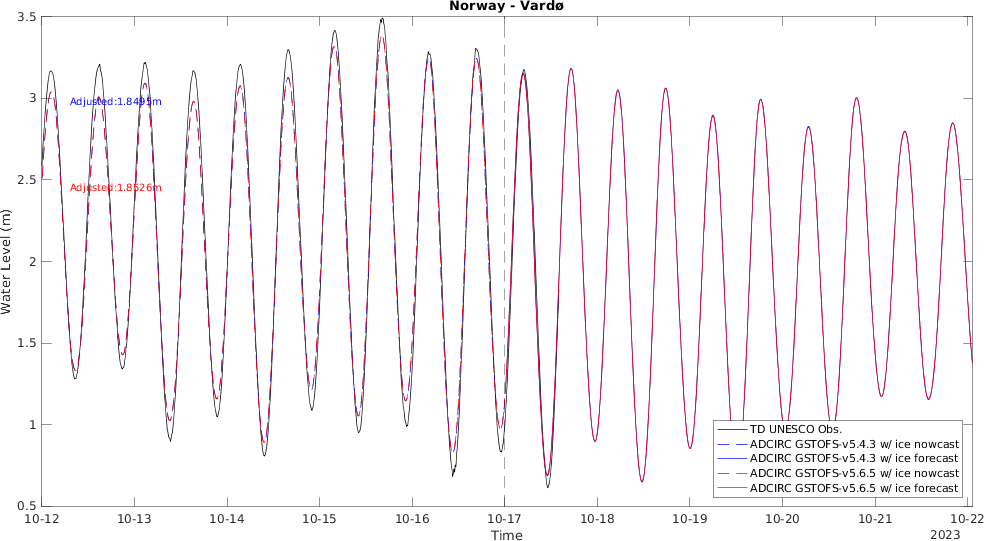 Norway - Vardø
3.5
3
2.5
2
1.5
1
0.5
Water Level (m)
Adjusted:1.8495m
Adjusted:1.8526m
TD UNESCO Obs.
ADCIRC GSTOFS-v5.4.3 w/ ice nowcast
ADCIRC GSTOFS-v5.4.3 w/ ice forecast
ADCIRC GSTOFS-v5.6.5 w/ ice nowcast
ADCIRC GSTOFS-v5.6.5 w/ ice forecast
10-12 10-13 10-14 10-15 10-16 10-17 10-18 10-19 10-20 10-21 10-22
Time
2023